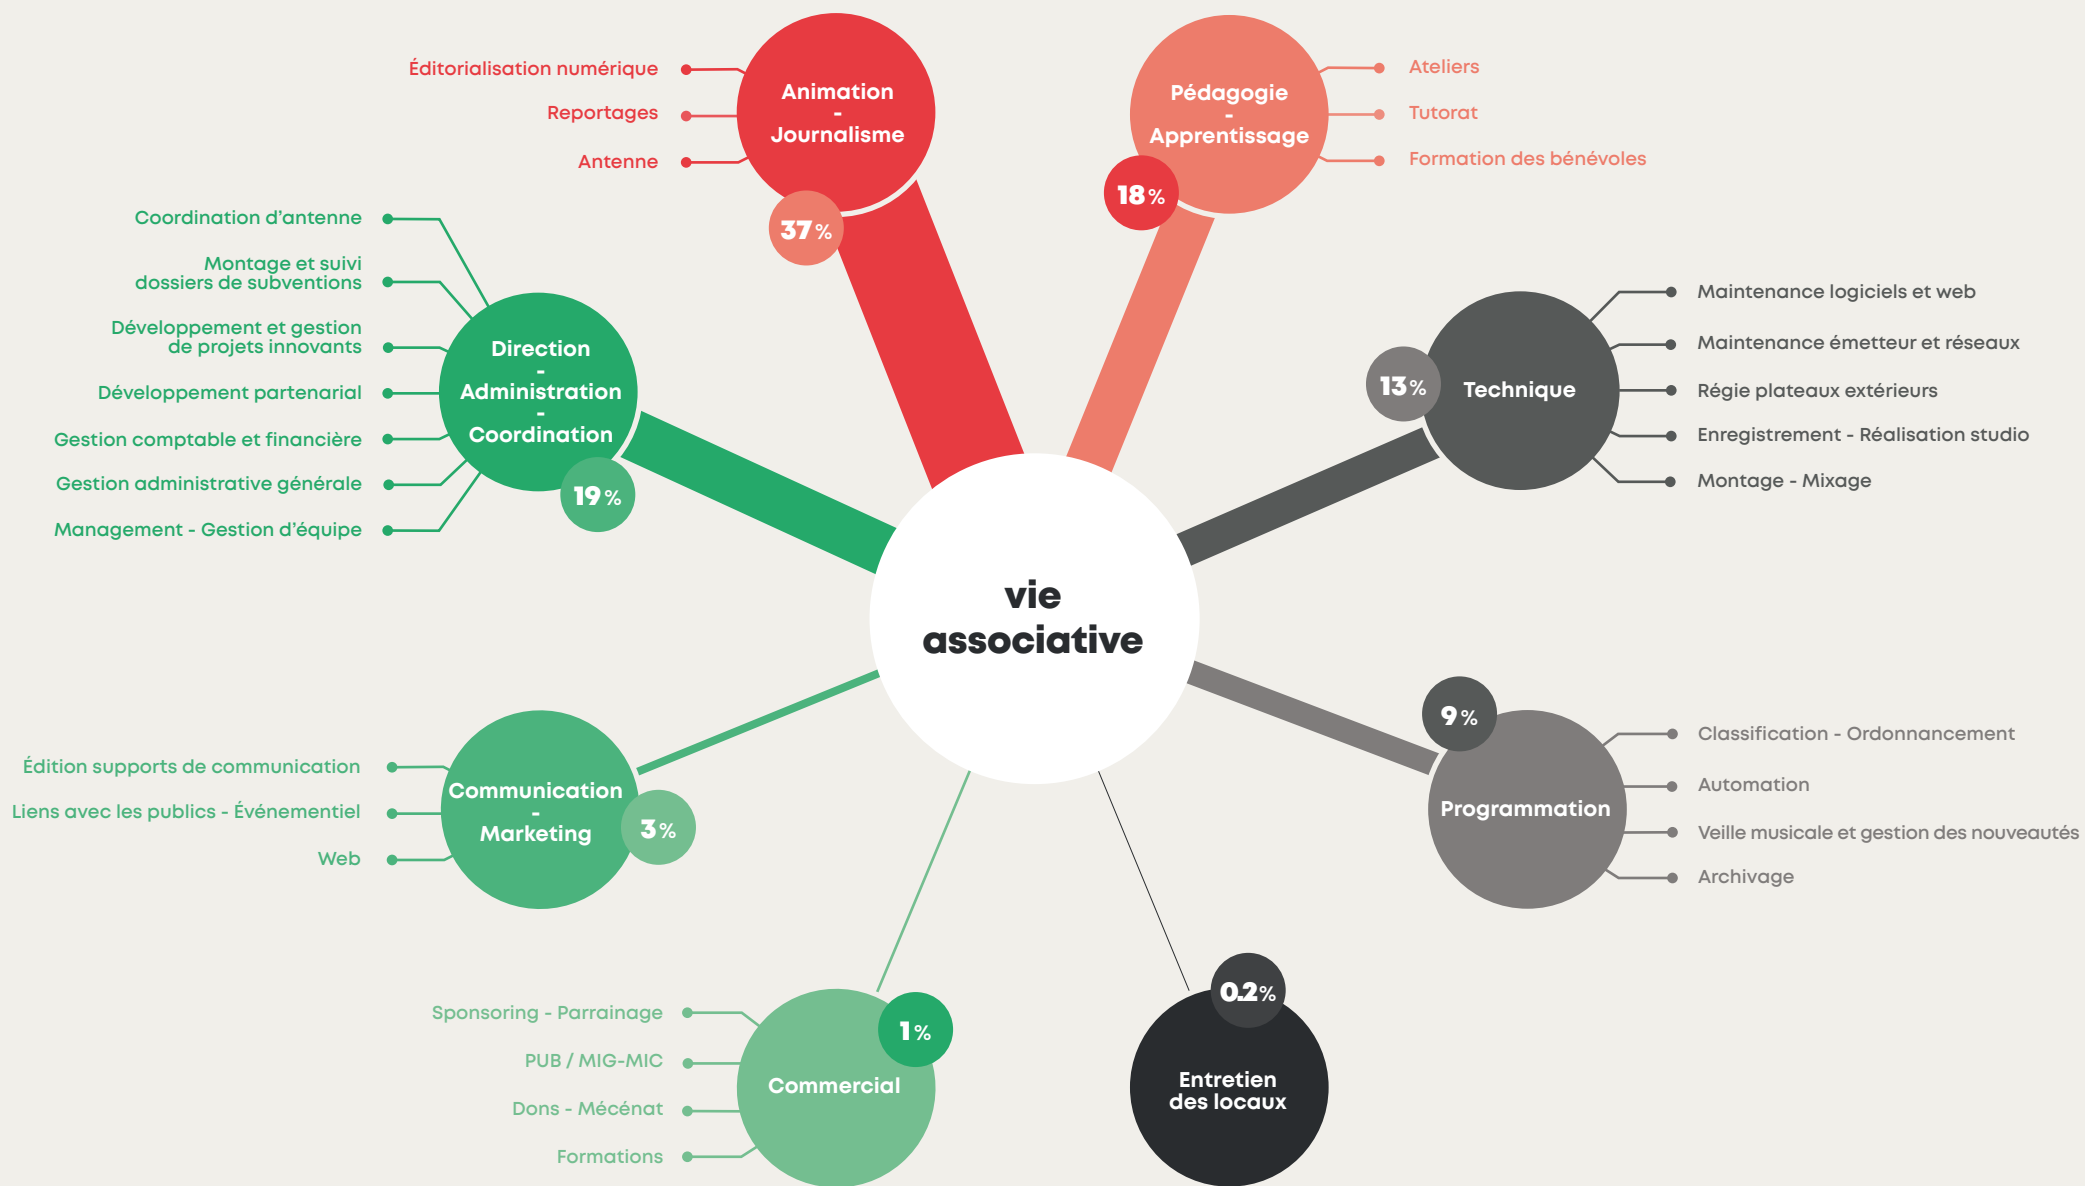 Éditorialisation numérique
Reportages
Antenne
Animation
-
Journalisme
37%
Pédagogie
-
Apprentissage
18%
Ateliers
Tutorat
Formation des bénévoles
Coordination d'antenne
Montage et suivi
dossiers de subventions
Développement et gestion
de projets innovants
Développement partenarial
Gestion comptable et financière
Gestion administrative générale
Management - Gestion d'équipe
Direction
-
Administration
-
Coordination
19%
13%
Technique
Maintenance logiciels et web
Maintenance émetteur et réseaux
Régie plateaux extérieurs
Enregistrement - Réalisation studio
Montage - Mixage
vie
associative
Édition supports de communication
Liens avec les publics - Événementiel
Web
Communication
-
Marketing
3%
9%
Programmation
Classification - Ordonnancement
Automation
Veille musicale et gestion des nouveautés
Archivage
Sponsoring - Parrainage
PUB / MIG-MIC
Dons - Mécénat
Formations
Commercial
1%
0.2%
Entretien
des locaux